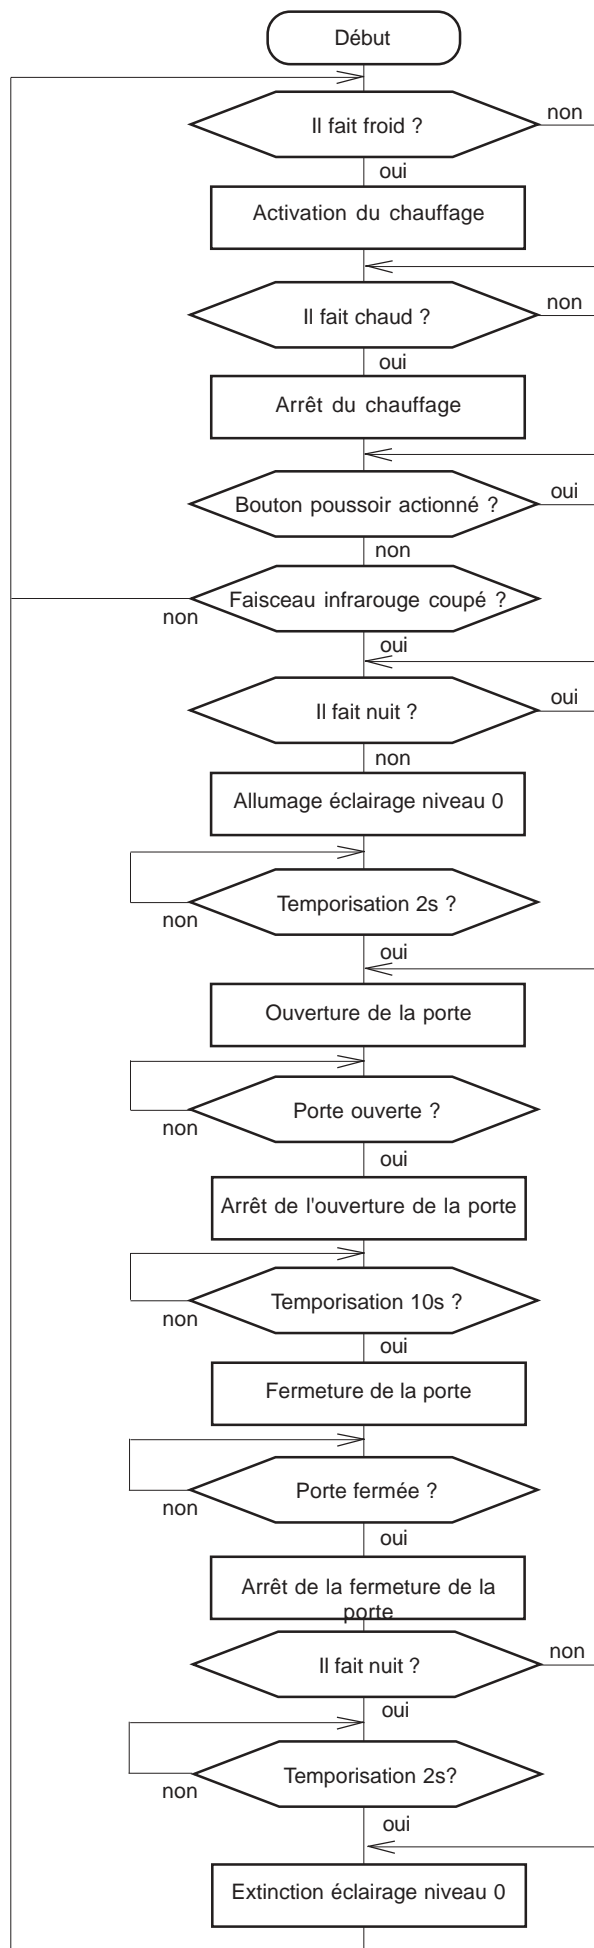 Début
Il fait froid ?
non
oui
Activation du chauffage
Il fait chaud ?
non
oui
Arrêt du chauffage
Bouton poussoir actionné ?
oui
non
Faisceau infrarouge coupé ?
non
oui
Il fait nuit ?
oui
non
Allumage éclairage niveau 0
Temporisation 2s ?
non
oui
Ouverture de la porte
Porte ouverte ?
non
oui
Arrêt de l'ouverture de la porte
Temporisation 10s ?
non
oui
Fermeture de la porte
Porte fermée ?
non
oui
Arrêt de la fermeture de la
porte
Il fait nuit ?
non
oui
Temporisation 2s?
non
oui
Extinction éclairage niveau 0